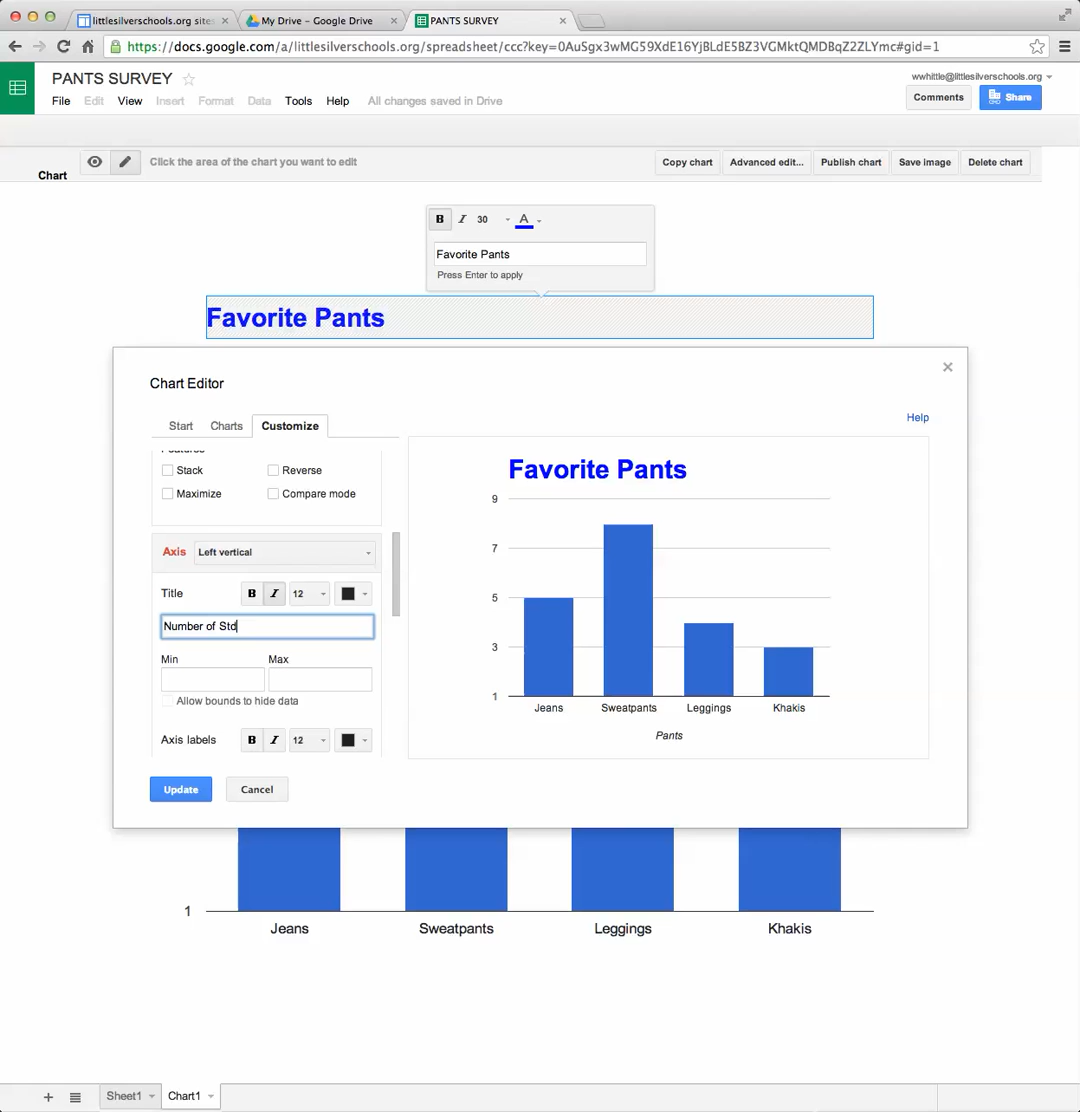 littlesilverschools.org sites
My Drive – Google Drive
PANTS SURVEY
https://docs.google.com/a/littlesilverschools.org/spreadsheet/ccc?key=0AuSgx3wMG59XdE16YjBLdE5BZ3VGMktQMDBqZ2ZLYmc#gid=1
PANTS SURVEY
wwhittle@littlesilverschools.org
File Edit View Insert Format Data Tools Help All changes saved in Drive
Comments Share
Chart
Click the area of the chart you want to edit
Copy chart Advanced edit... Publish chart Save image Delete chart
B I 30 A
Favorite Pants
Press Enter to apply
Favorite Pants
Chart Editor
Help
Start Charts Customize
Features
Stack Reverse
Maximize Compare mode
Axis Left vertical
Title B I 12
Number of Std
Min Max
Allow bounds to hide data
Axis labels B I 12
Update Cancel
Favorite Pants
9
7
5
3
1
Jeans Sweatpants Leggings Khakis
Pants
1
Jeans Sweatpants Leggings Khakis
Sheet1 Chart1